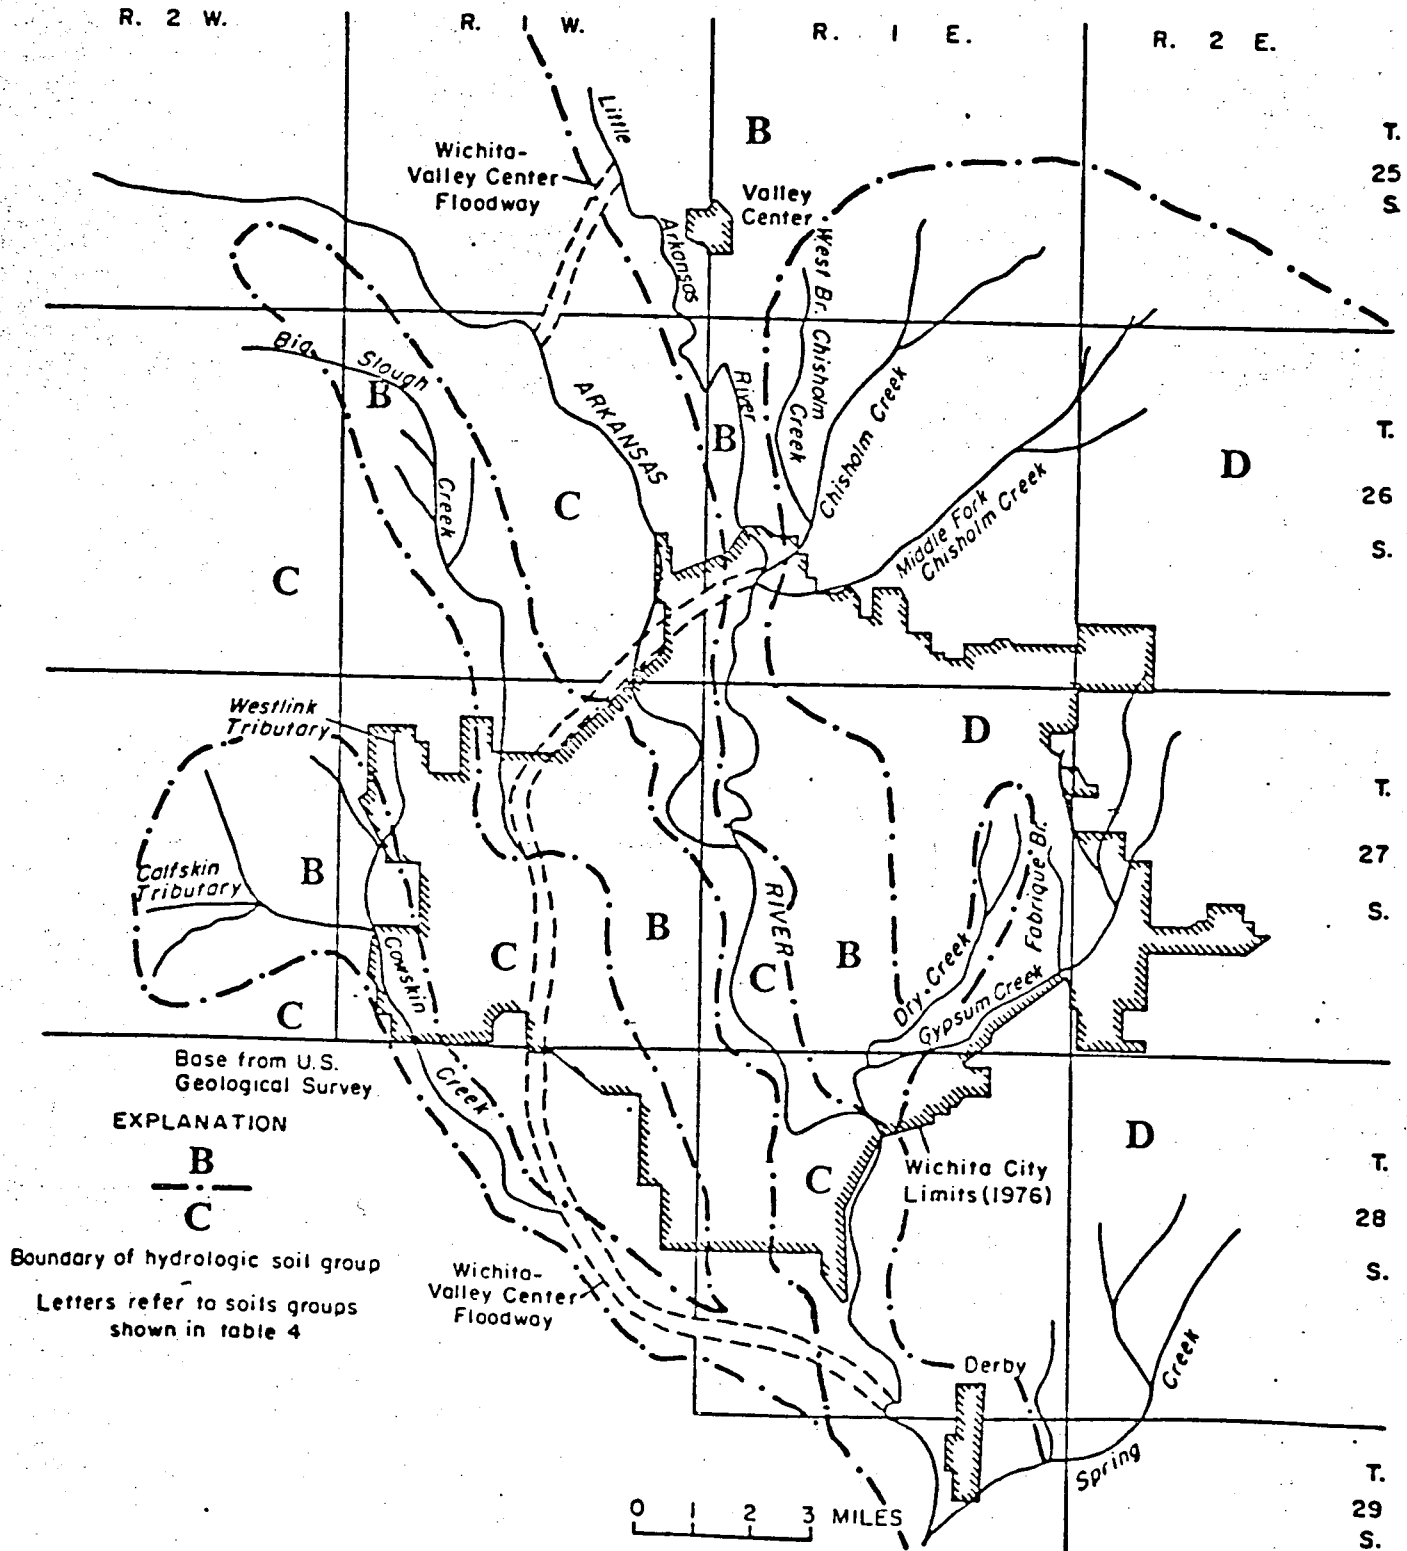 R. 2 W.
R. 1 W.
R. 1 E.
R. 2 E.
T.
25
S.
B
Little
Wichita-
Valley Center
Floodway
Valley
Center
Arkansas
West Br. Chisholm
Creek
River
Big Slough
Creek
B
ARKANSAS
B
Chisholm Creek
Middle Fork
Chisholm Creek
D
T.
26
S.
C
C
Westlink
Tributary
D
Calfskin
Tributary
B
C
B
RIVER
C
B
Dry Creek
Gypsum Creek
Fabrique Br.
T.
27
S.
Cowskin
Creek
C
Base from U.S.
Geological Survey
EXPLANATION
B
C
Boundary of hydrologic soil group
Letters refer to soils groups
shown in table 4
Wichita-
Valley Center
Floodway
C
Wichita City
Limits (1976)
D
T.
28
S.
Derby
Spring
Creek
T.
29
S.
0 1 2 3 MILES